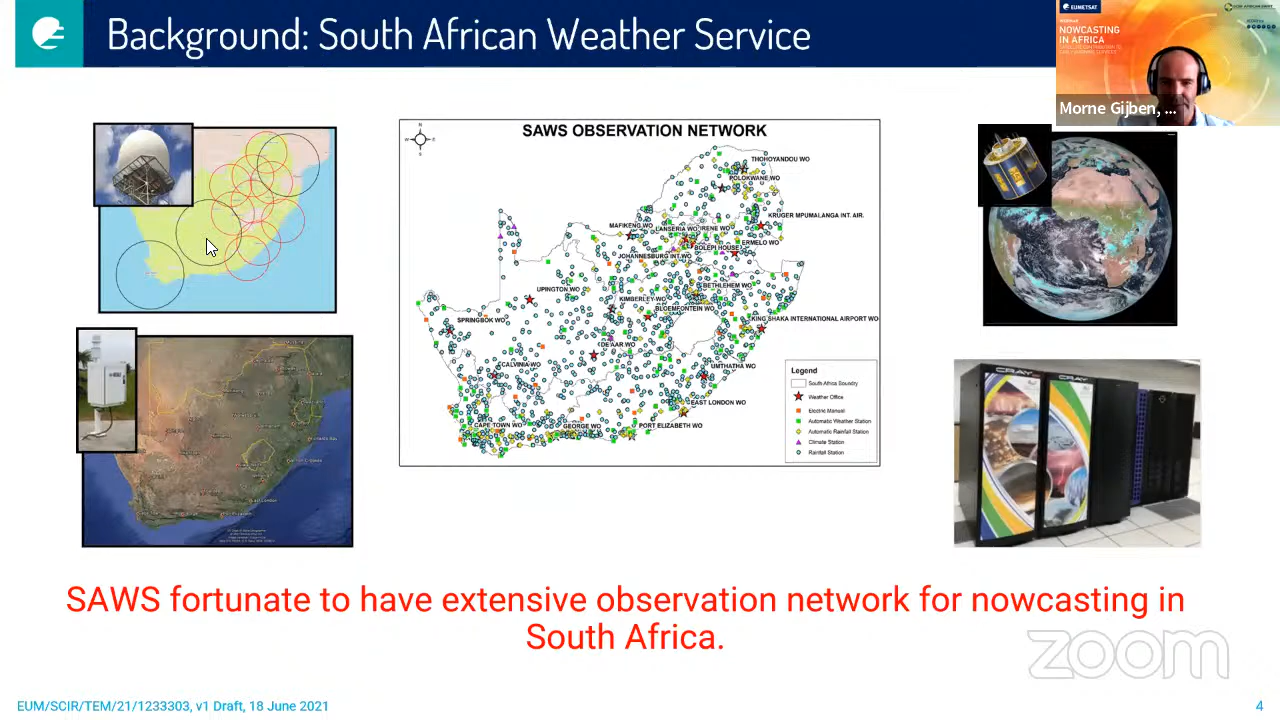 Background: South African Weather Service
EUMETSAT
WEBINAR
NOWCASTING
IN AFRICA
Morne Gijben, ...
SAWS OBSERVATION NETWORK
N
W
E
S
THOHOYANDOU WO
POLOKWANE WO
KRUGER MPUMALANGA INT. AIR.
MAFIKENG WO
LANSERIA WO
IRENE WO
ERMELO WO
BOLEPI HOUSE
JOHANNESBURG INT.WO
BETHLEHEM WO
UPINGTON WO
KIMBERLEY WO
BLOEMFONTEIN WO
SPRINGBOK WO
KING SHAKA INTERNATIONAL AIRPORT WO
DE AAR WO
CALVINIA WO
UMTHATHA WO
EAST LONDON WO
CAPE TOWN WO
GEORGE WO
PORT ELIZABETH WO
Legend
South Africa Boundry
Weather Office
Electric Manual
Automatic Weather Station
Automatic Rainfall Station
Climate Station
Rainfall Station
CRAY
CRAY
SAWS fortunate to have extensive observation network for nowcasting in
South Africa.
zoom
EUM/SCIR/TEM/21/1233303, v1 Draft, 18 June 2021
4